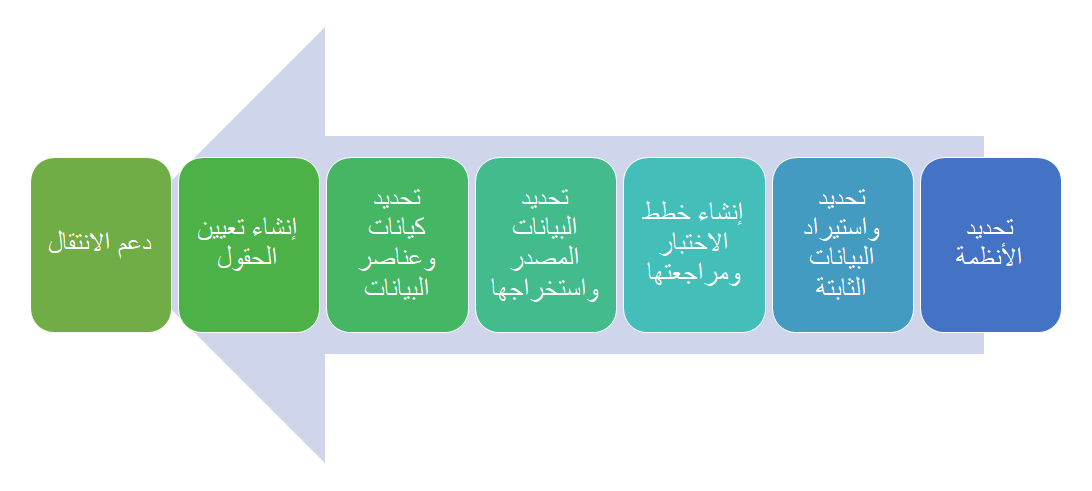 تحديد
الأنظمة
تحديد
واستيراد
البيانات
الثابتة
إنشاء خطط
الاختبار
ومراجعتها
تحديد
البيانات
المصدر
واستخراجها
تحديد
كيانات
وعناصر
البيانات
إنشاء تعيين
الحقول
دعم الانتقال